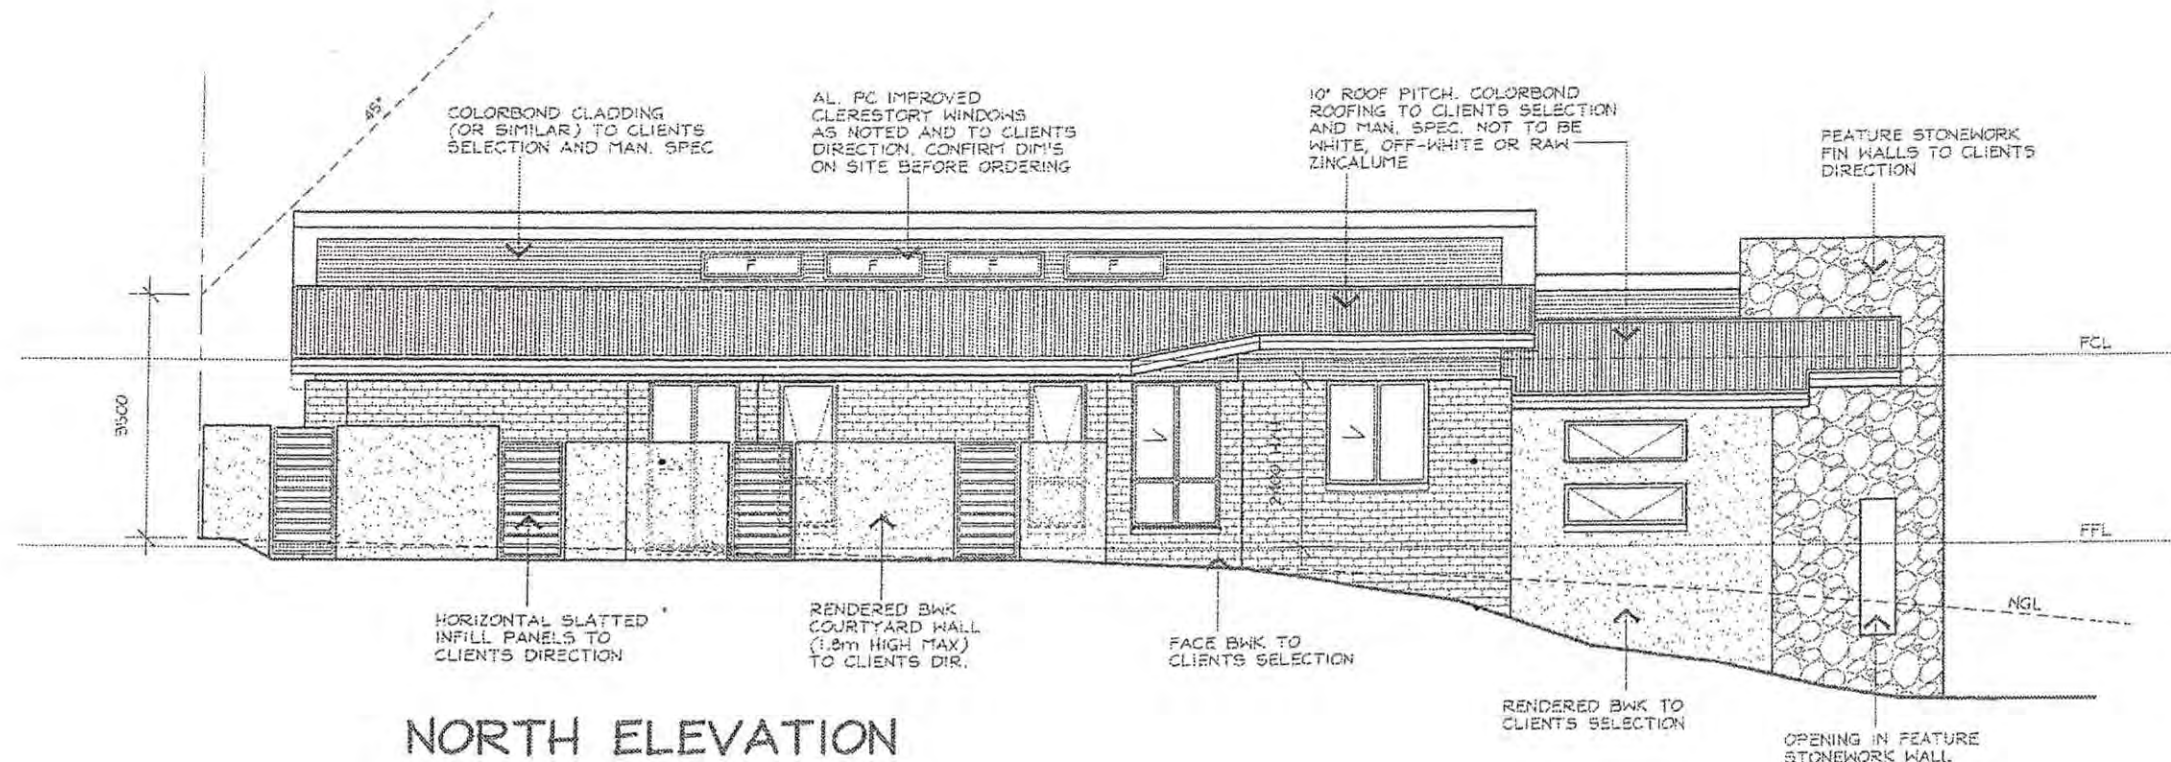 45°
COLORBOND CLADDING
(OR SIMILAR) TO CLIENTS
SELECTION AND MAN. SPEC
AL. PC IMPROVED
CLERESTORY WINDOWS
AS NOTED AND TO CLIENTS
DIRECTION, CONFIRM DIM'S
ON SITE BEFORE ORDERING
10° ROOF PITCH. COLORBOND
ROOFING TO CLIENTS SELECTION
AND MAN. SPEC. NOT TO BE
WHITE, OFF-WHITE OR RAW
ZINCALUME
FEATURE STONEWORK
FIN WALLS TO CLIENTS
DIRECTION
F
F
F
F
FCL
3500
FFL
NGL
HORIZONTAL SLATTED
INFILL PANELS TO
CLIENTS DIRECTION
RENDERED BWK
COURTYARD WALL
(1.8m HIGH MAX)
TO CLIENTS DIR.
FACE BWK TO
CLIENTS SELECTION
RENDERED BWK TO
CLIENTS SELECTION
OPENING IN FEATURE
STONEWORK WALL
NORTH ELEVATION